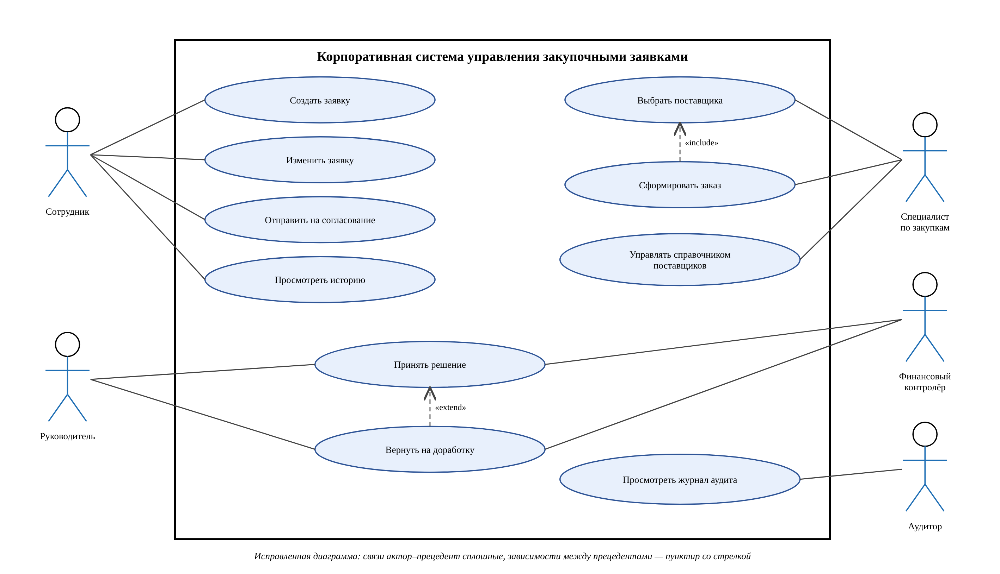 Корпоративная система управления закупочными заявками
Создать заявку
Выбрать поставщика
«include»
Изменить заявку
Сформировать заказ
Сотрудник
Отправить на согласование
Специалист
по закупкам
Управлять справочником
поставщиков
Просмотреть историю
Принять решение
Финансовый
контролёр
«extend»
Руководитель
Вернуть на доработку
Просмотреть журнал аудита
Аудитор
Исправленная диаграмма: связи актор–прецедент сплошные, зависимости между прецедентами — пунктир со стрелкой